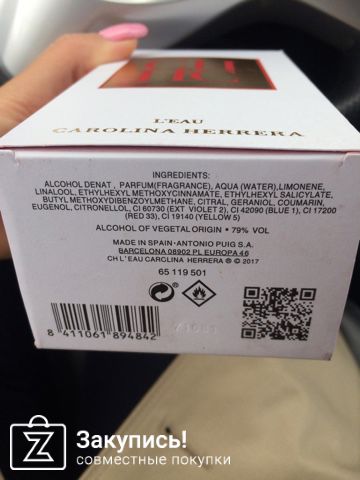 CH
L'EAU
CAROLINA HERRERA
INGREDIENTS:
ALCOHOL DENAT , PARFUM(FRAGRANCE), AQUA (WATER),LIMONENE,
LINALOOL, ETHYLHEXYL METHOXYCINNAMATE, ETHYLHEXYL SALICYLATE,
BUTYL METHOXYDIBENZOYLMETHANE, CITRAL, GERANIOL, COUMARIN,
EUGENOL, CITRONELLOL, CI 60730 (EXT VIOLET 2), CI 42090 (BLUE 1), CI 17200
(RED 33), CI 19140 (YELLOW 5)
ALCOHOL OF VEGETAL ORIGIN • 79% VOL
MADE IN SPAIN-ANTONIO PUIG S.A.
BARCELONA 08902 PL EUROPA 46
CH L' EAU CARCLINA HERRERA © 2017
65 119 501
8 411061 894842
Закупись!
совместные покупки